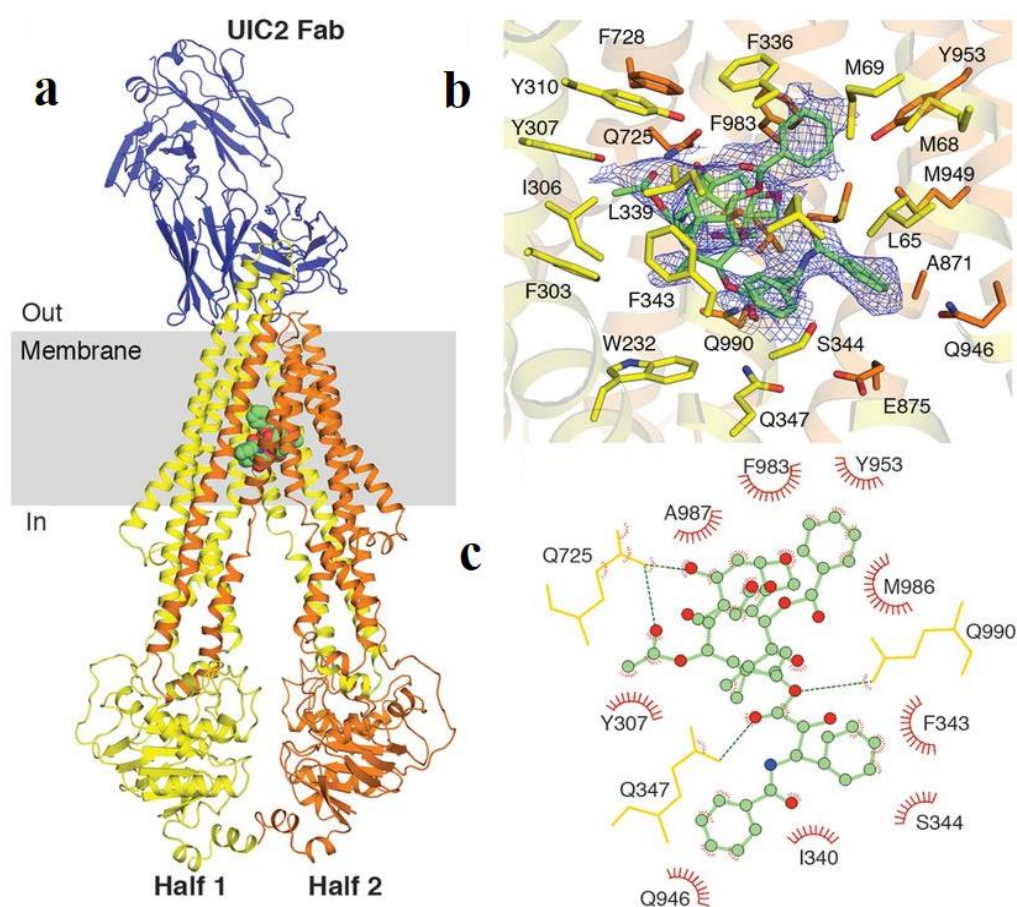 UIC2 Fab
a
Out
Membrane
In
Half 1
Half 2
b
F728
F336
M69
Y953
Y310
Q725
F983
Y307
M68
M949
I306
L339
L65
A871
F303
F343
Q946
W232
Q990
S344
Q347
E875
c
F983
Y953
A987
Q725
M986
Q990
Y307
F343
Q347
S344
I340
Q946